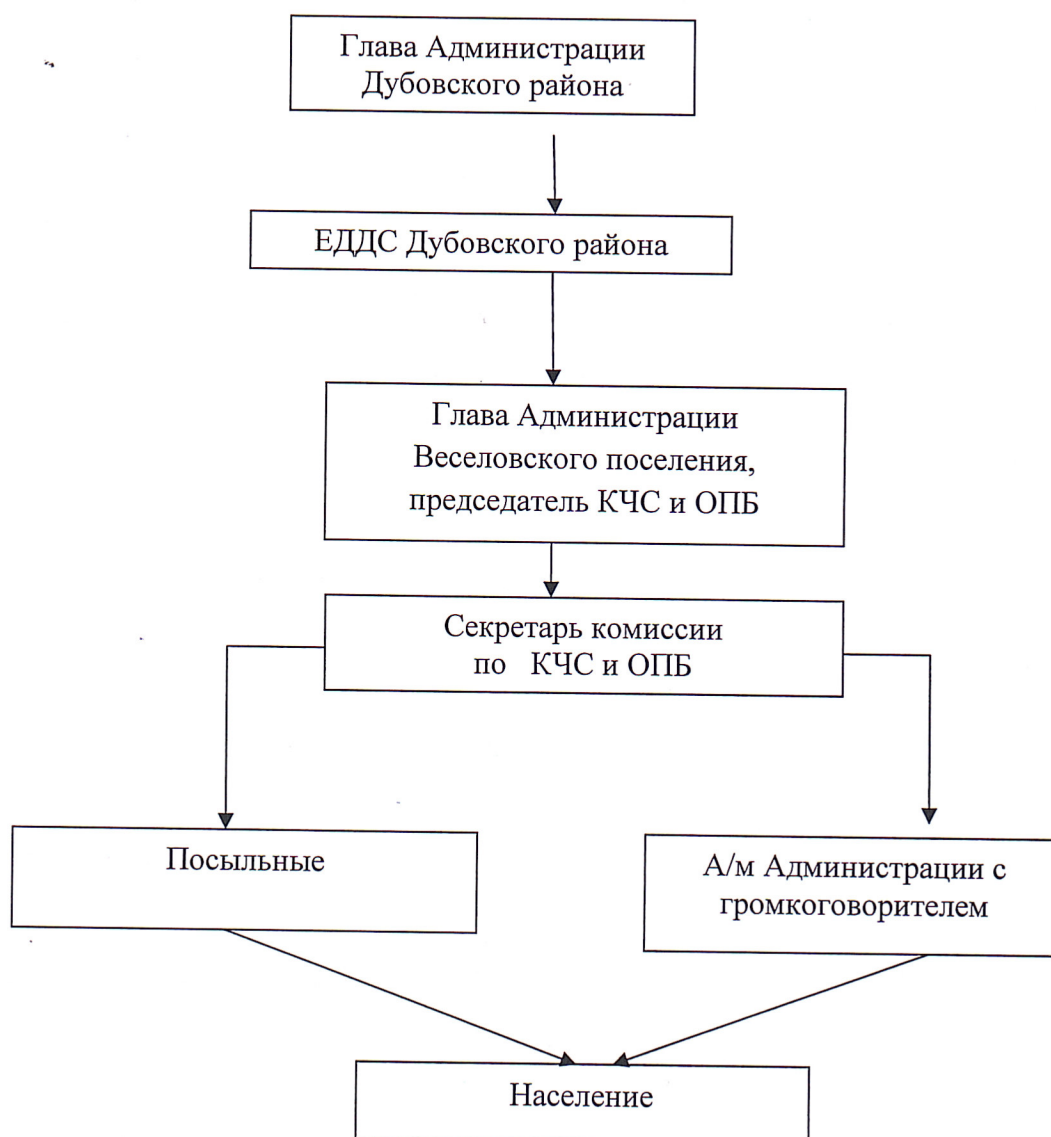 Глава Администрации
Дубовского района
ЕДДС Дубовского района
Глава Администрации
Веселовского поселения,
председатель КЧС и ОПБ
Секретарь комиссии
по КЧС и ОПБ
Посыльные
А/м Администрации с
громкоговорителем
Население